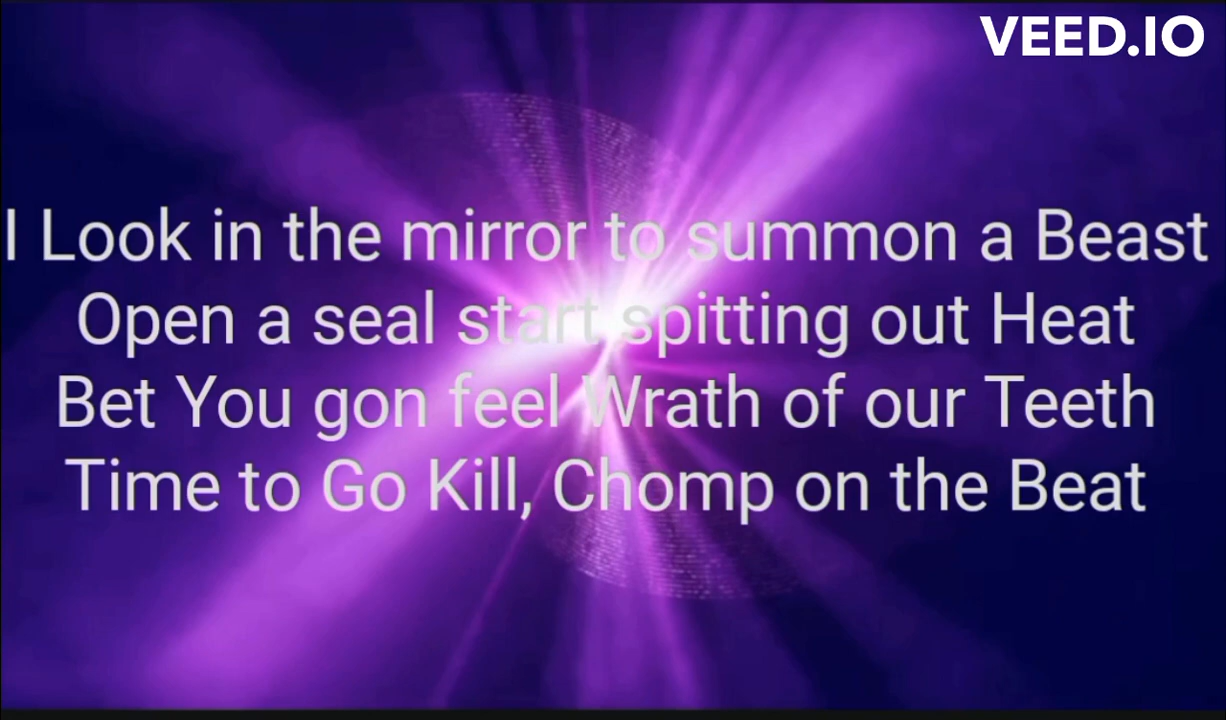 VEED.IO
I Look in the mirror to summon a Beast
Open a seal start spitting out Heat
Bet You gon feel Wrath of our Teeth
Time to Go Kill, Chomp on the Beat